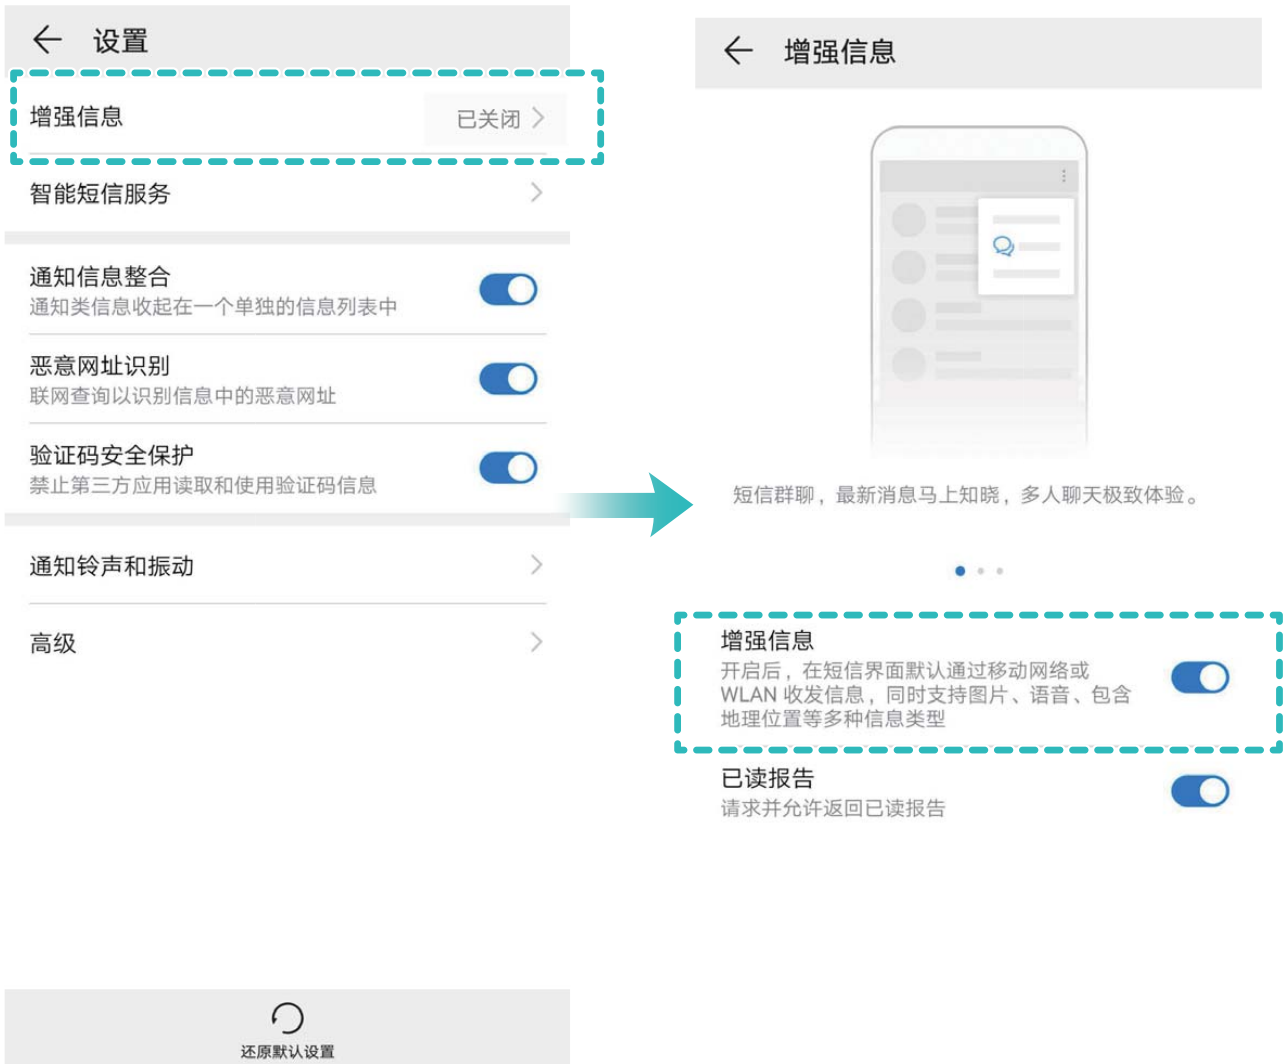 设置
增强信息
已关闭
智能短信服务
通知信息整合
通知类信息收起在一个单独的信息列表中
恶意网址识别
联网查询以识别信息中的恶意网址
验证码安全保护
禁止第三方应用读取和使用验证码信息
通知铃声和振动
高级
还原默认设置
增强信息
短信群聊，最新消息马上知晓，多人聊天极致体验。
增强信息
开启后，在短信界面默认通过移动网络或
WLAN 收发信息，同时支持图片、语音、包含
地理位置等多种信息类型
已读报告
请求并允许返回已读报告